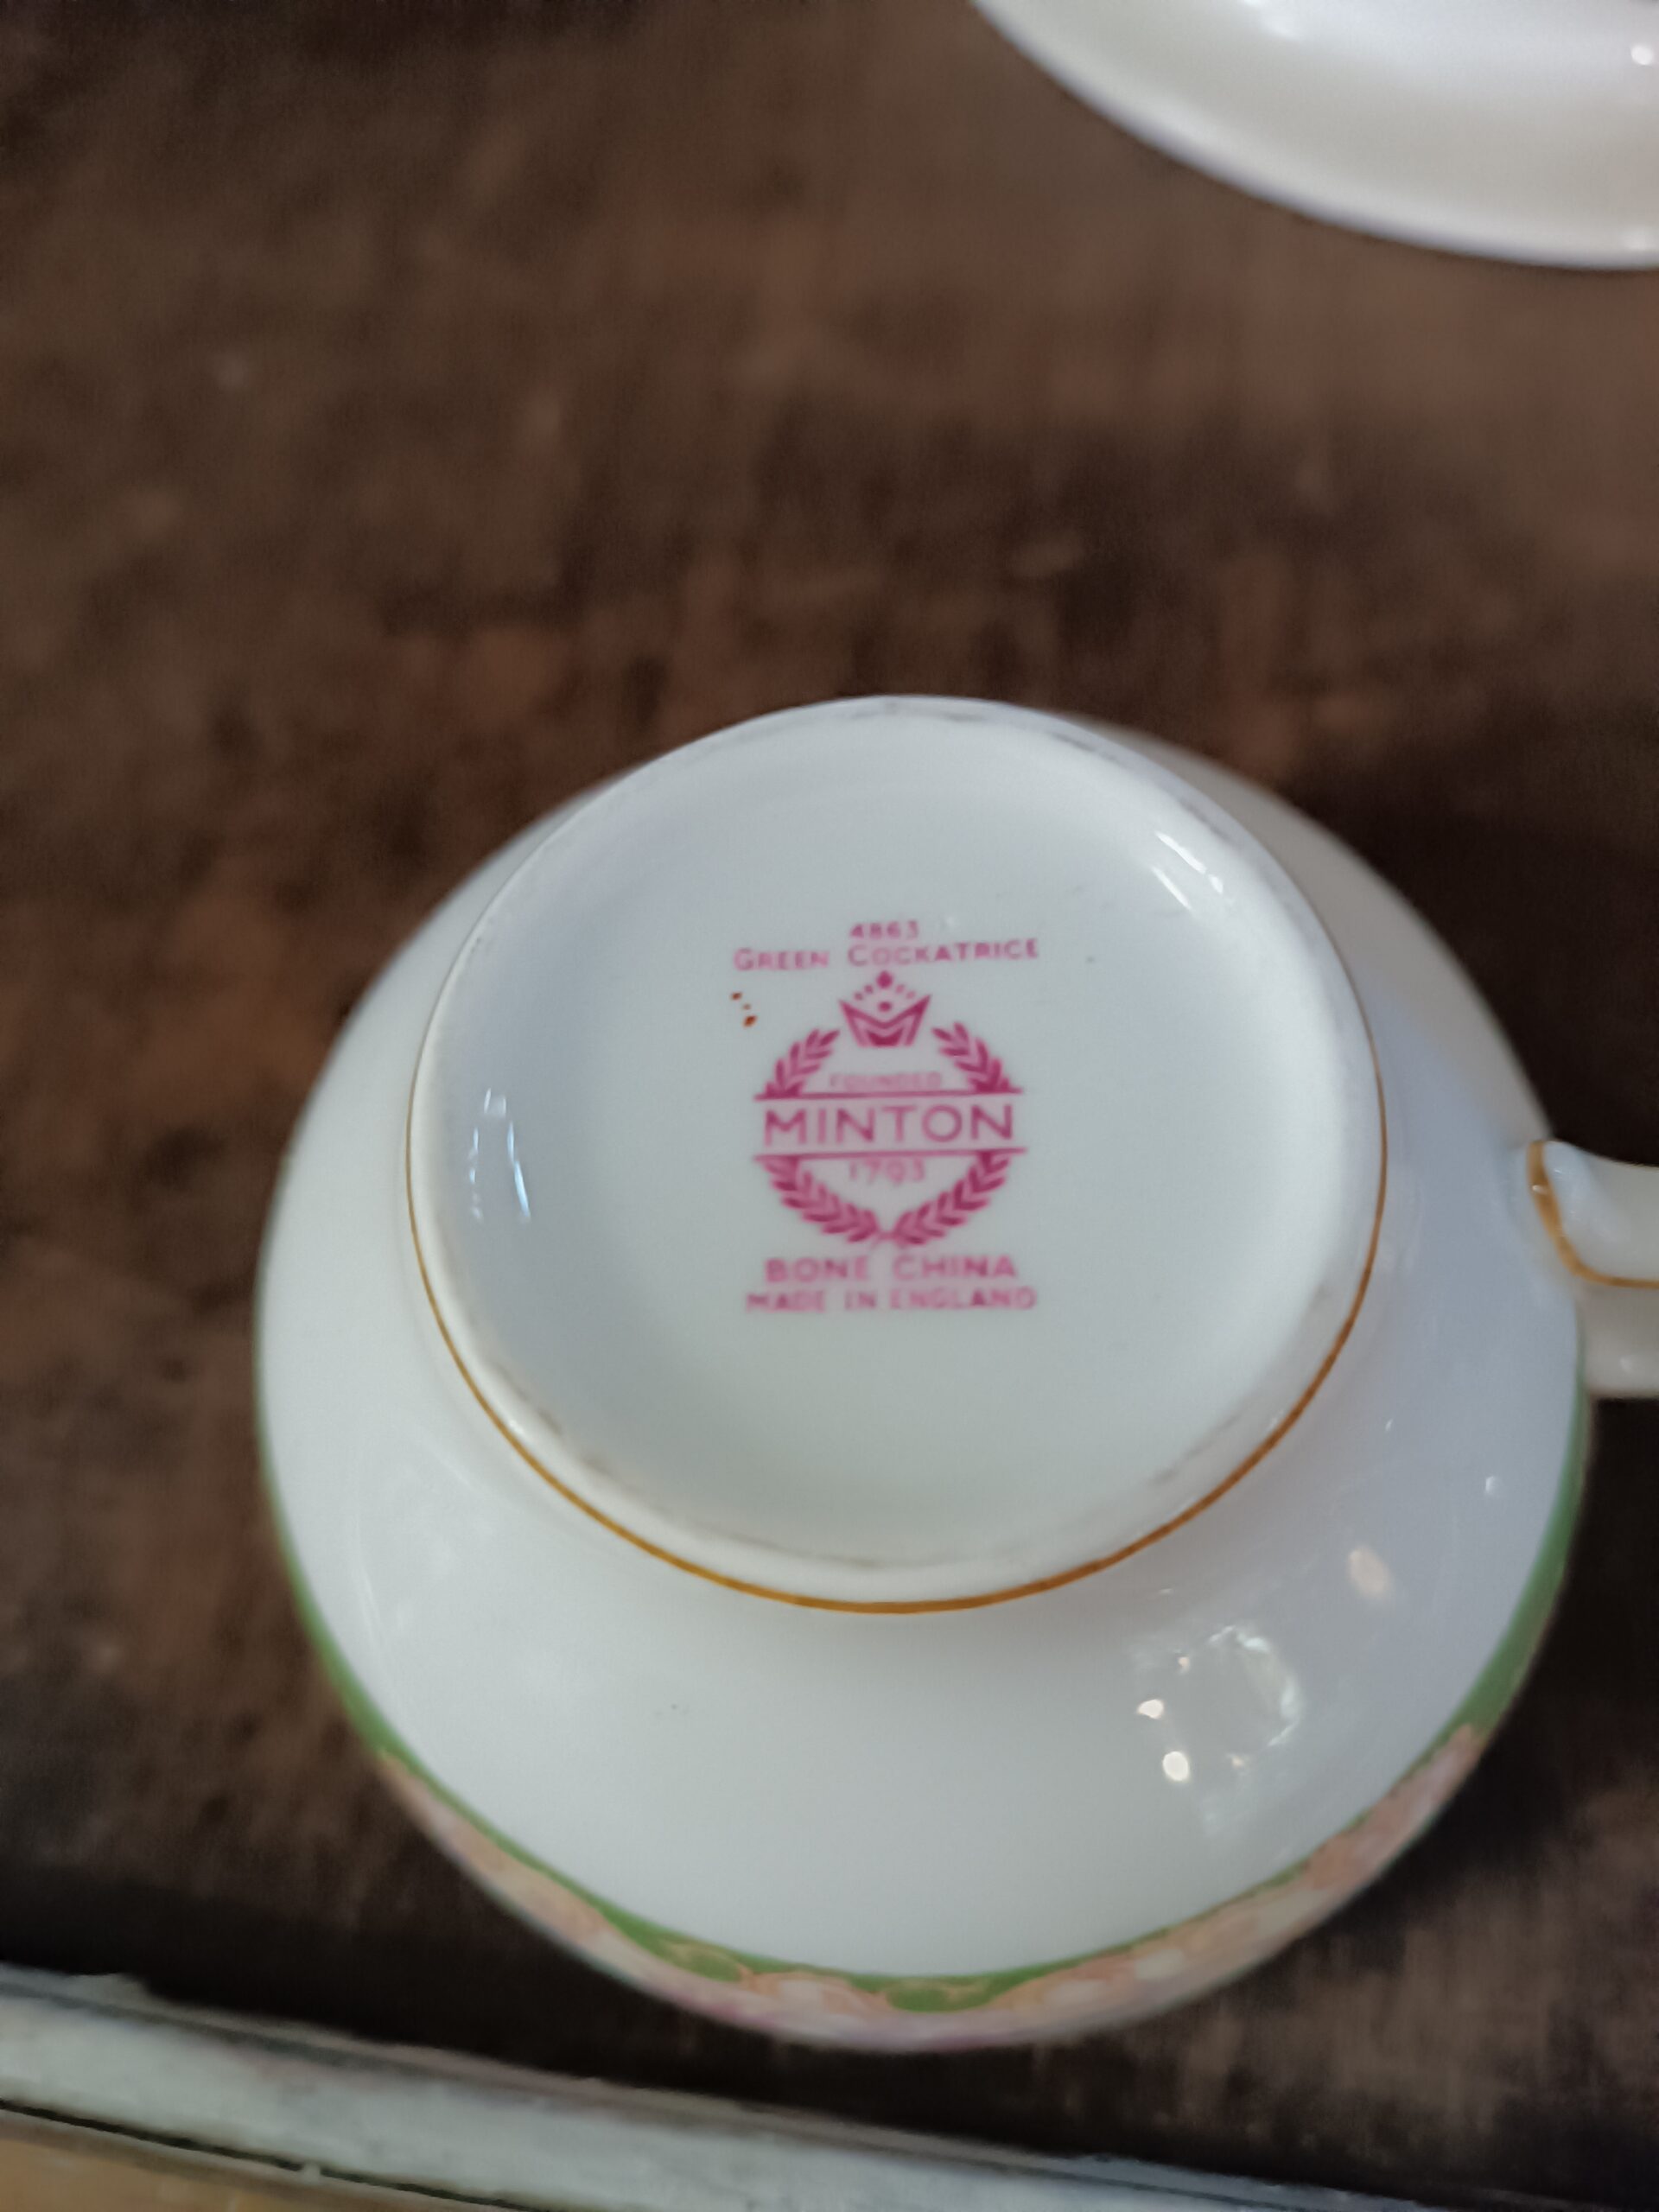 4863
GREEN COCKATRICE
FOUNDED
MINTON
1793
BONE CHINA
MADE IN ENGLAND